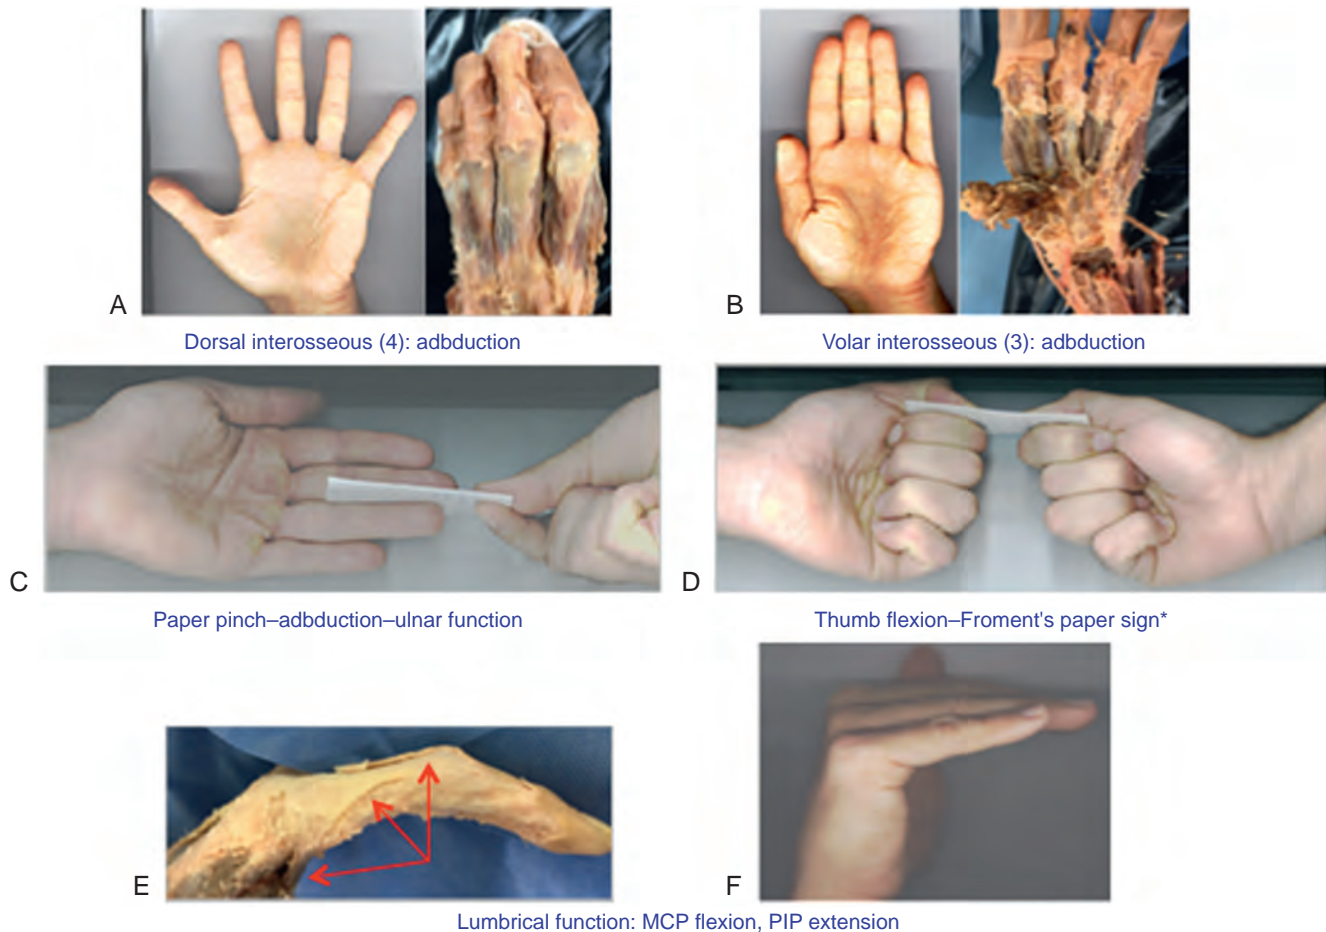 A
Dorsal interosseous (4): adbduction
B
Volar interosseous (3): adbduction
C
Paper pinch–adbduction–ulnar function
D
Thumb flexion–Froment's paper sign*
E
F
Lumbrical function: MCP flexion, PIP extension